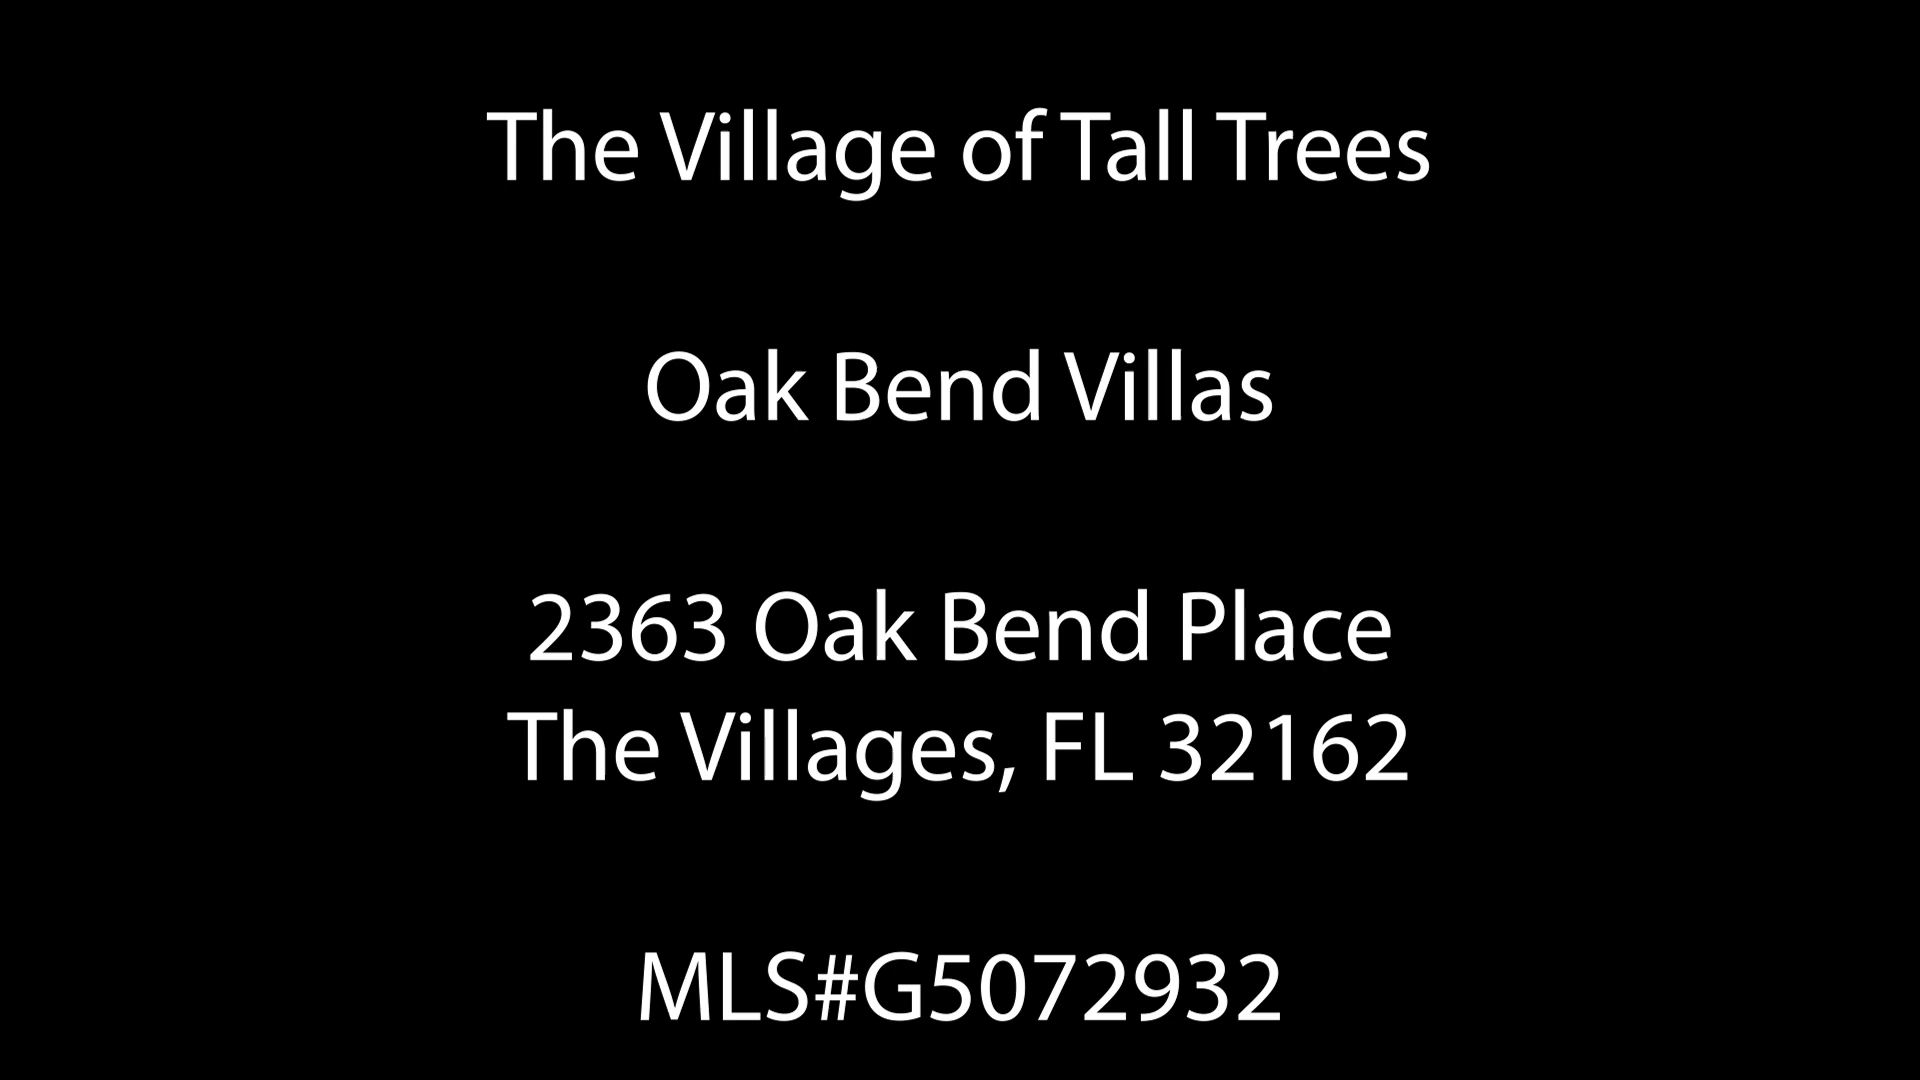 The Village of Tall Trees
Oak Bend Villas
2363 Oak Bend Place
The Villages, FL 32162
MLS#G5072932